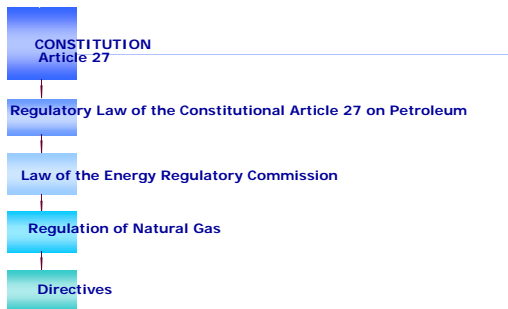 CONSTITUTION
Article 27
Regulatory Law of the Constitutional Article 27 on Petroleum
Law of the Energy Regulatory Commission
Regulation of Natural Gas
Directives